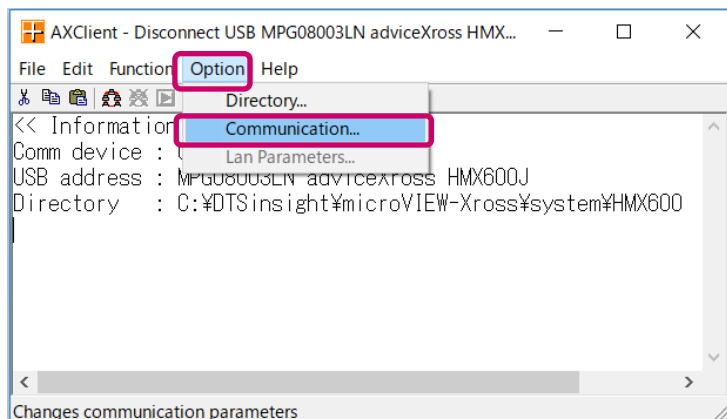 AXClient - Disconnect USB MPG08003LN adviceXross HMX...
File Edit Function Option Help
Directory...
<< Information
Communication...
Comm device :
Lan Parameters...
USB address : MPG08003LN adviceXross HMX600J
Directory : C:¥DTSinsight¥microVIEW-Xross¥system¥HMX600
Changes communication parameters